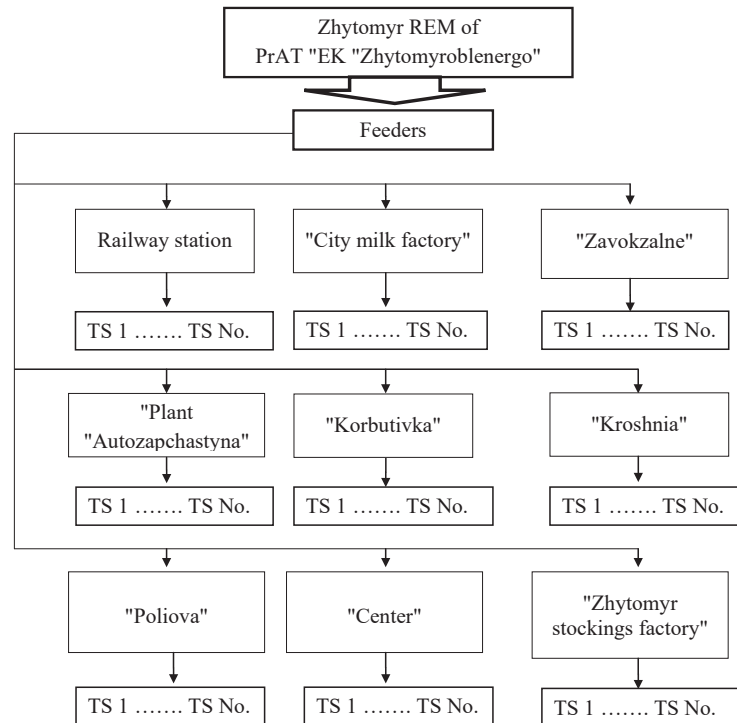 Zhytomyr REM of
PrAT "EK "Zhytomyroblenergo"
Feeders
Railway station
"City milk factory"
"Zavokzalne"
TS 1 ……. TS No.
TS 1 ……. TS No.
TS 1 ……. TS No.
"Plant
"Autozapchastyna"
"Korbutivka"
"Kroshnia"
TS 1 ……. TS No.
TS 1 ……. TS No.
TS 1 ……. TS No.
"Poliova"
"Center"
"Zhytomyr
stockings factory"
TS 1 ……. TS No.
TS 1 ……. TS No.
TS 1 ……. TS No.